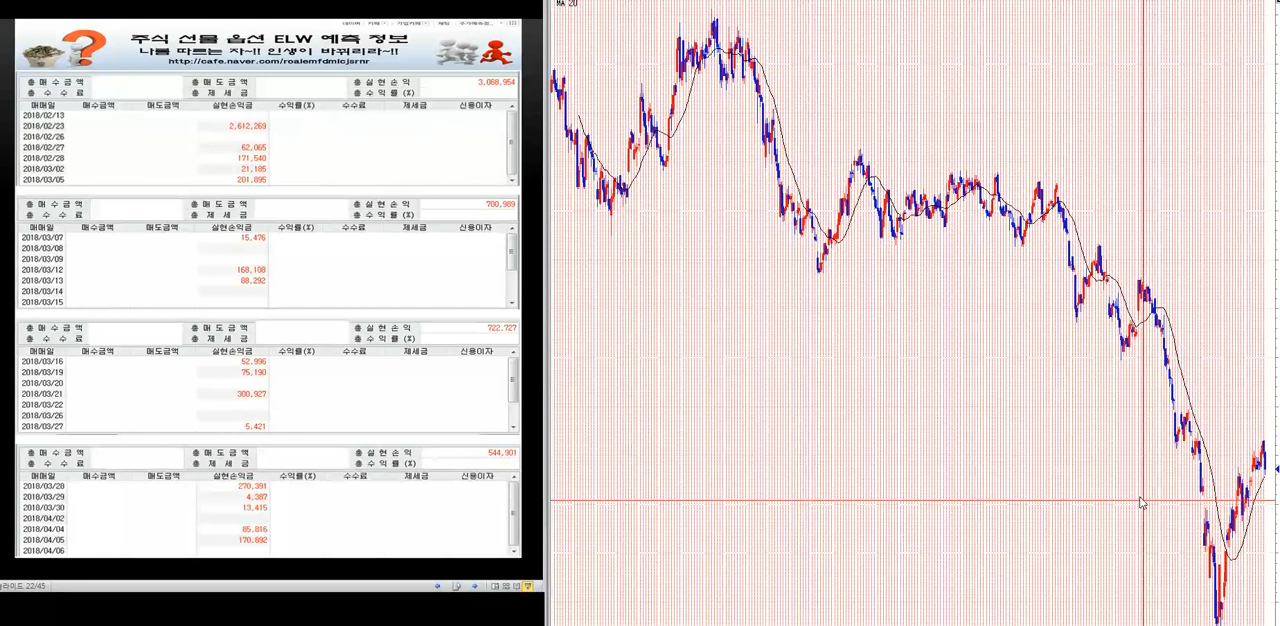 MA 20
주식 선물 옵션 ELW 예측 정보
나를 따르는 자~!! 인생이 바뀌리라~!!
http://cafe.naver.com/roalemfdmlcjsrnr
총 매 수 금 액 총 매 도 금 액 총 실 현 손 익 3,068,954
총 수 수 료 총 제 세 금 총 수 익 률 (%)
매매일 매수금액 매도금액 실현손익금 수익률(%) 수수료 제세금 신용이자
2018/02/13
2018/02/23 2,612,269
2018/02/26
2018/02/27 62,065
2018/02/28 171,540
2018/03/02 21,185
2018/03/05 201,895
총 매 수 금 액 총 매 도 금 액 총 실 현 손 익 700,989
총 수 수 료 총 제 세 금 총 수 익 률 (%)
매매일 매수금액 매도금액 실현손익금 수익률(%) 수수료 제세금 신용이자
2018/03/07 15,476
2018/03/08
2018/03/09
2018/03/12 168,108
2018/03/13 88,292
2018/03/14
2018/03/15
총 매 수 금 액 총 매 도 금 액 총 실 현 손 익 722,727
총 수 수 료 총 제 세 금 총 수 익 률 (%)
매매일 매수금액 매도금액 실현손익금 수익률(%) 수수료 제세금 신용이자
2018/03/16 52,996
2018/03/19 75,190
2018/03/20
2018/03/21 300,927
2018/03/22
2018/03/26
2018/03/27 5,421
총 매 수 금 액 총 매 도 금 액 총 실 현 손 익 544,901
총 수 수 료 총 제 세 금 총 수 익 률 (%)
매매일 매수금액 매도금액 실현손익금 수익률(%) 수수료 제세금 신용이자
2018/03/28 270,391
2018/03/29 4,387
2018/03/30 13,415
2018/04/02
2018/04/04 85,816
2018/04/05 170,892
2018/04/06
라이드 22/45